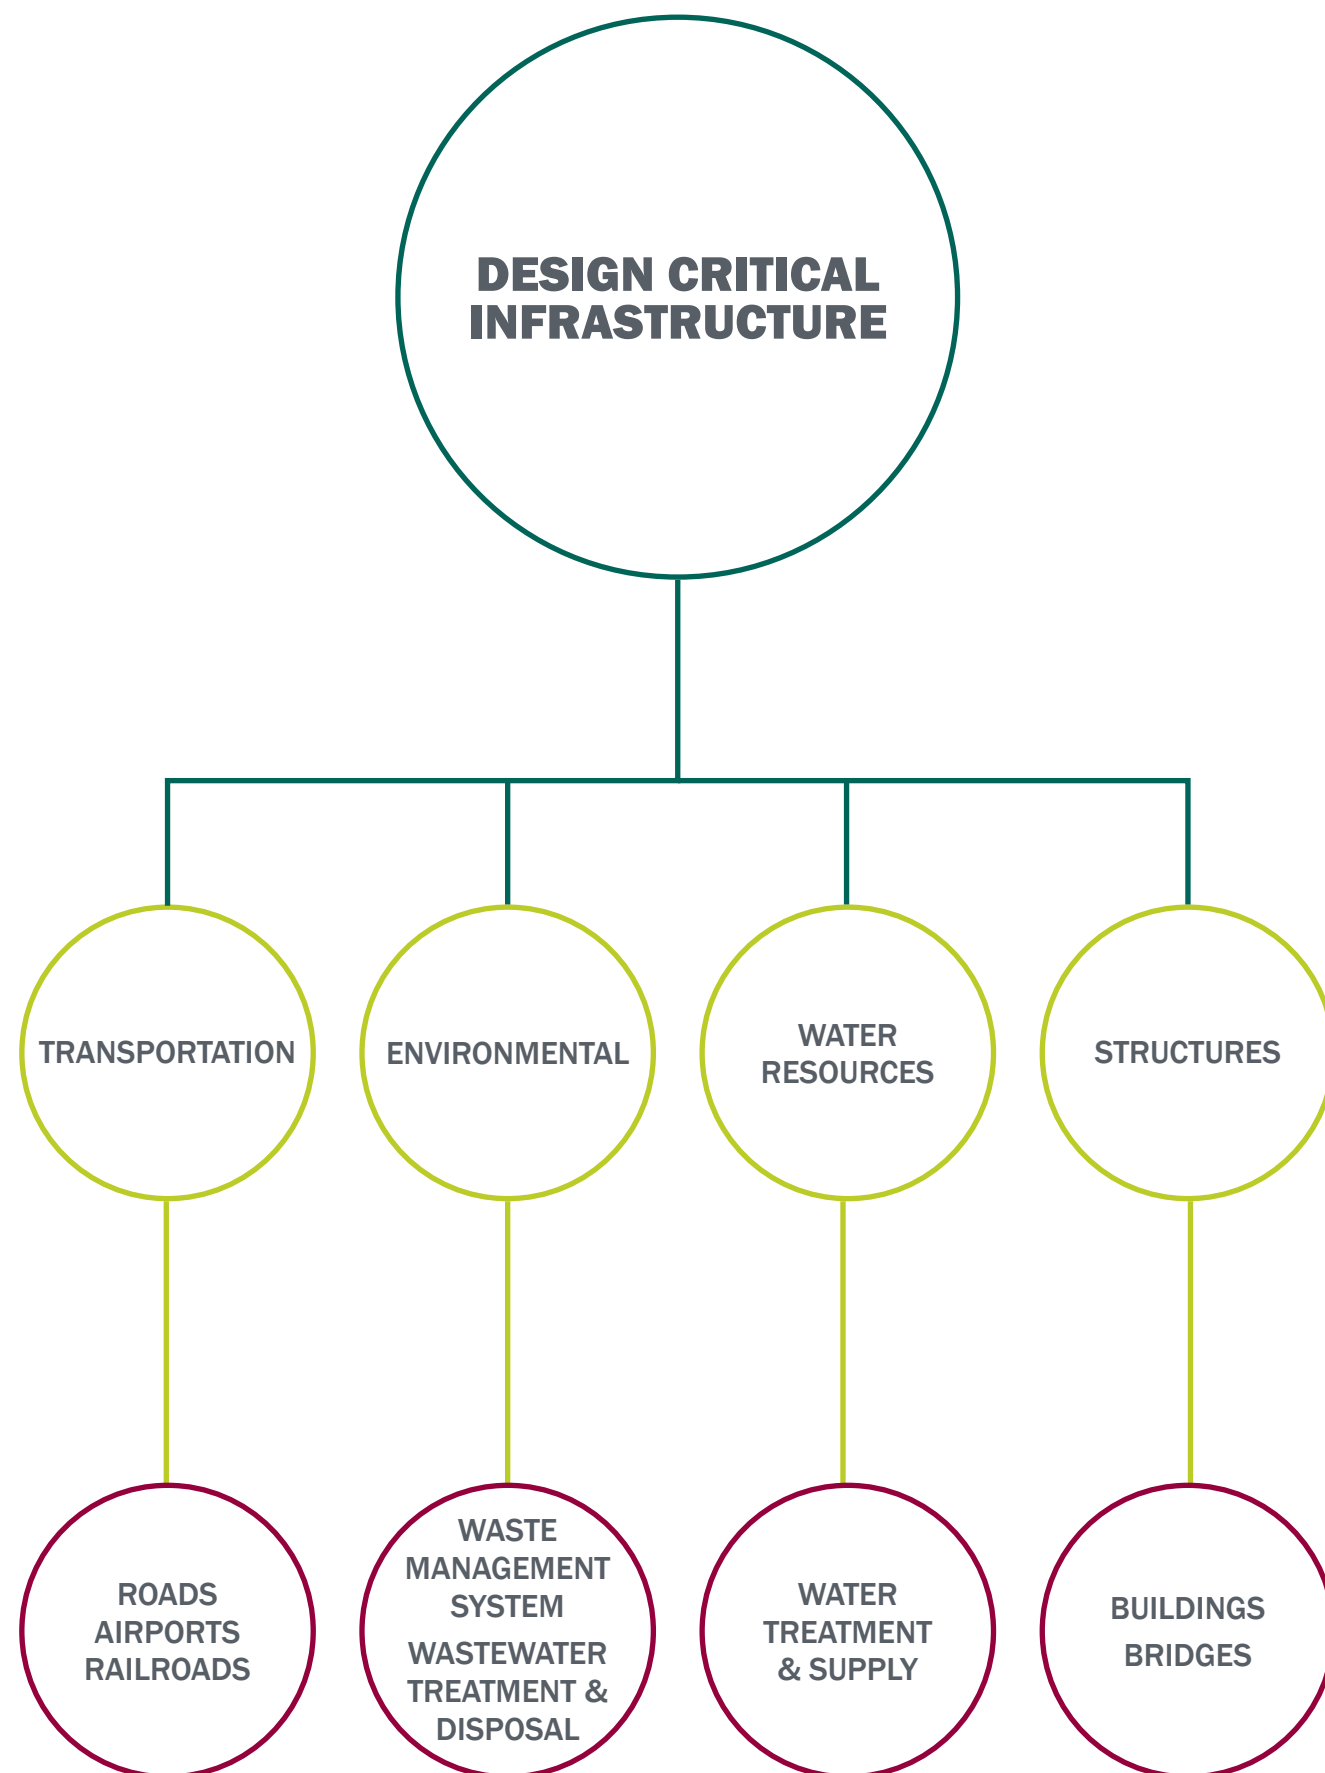 DESIGN CRITICAL
INFRASTRUCTURE
TRANSPORTATION
ENVIRONMENTAL
WATER
RESOURCES
STRUCTURES
ROADS
AIRPORTS
RAILROADS
WASTE
MANAGEMENT
SYSTEM
WASTEWATER
TREATMENT &
DISPOSAL
WATER
TREATMENT
& SUPPLY
BUILDINGS
BRIDGES